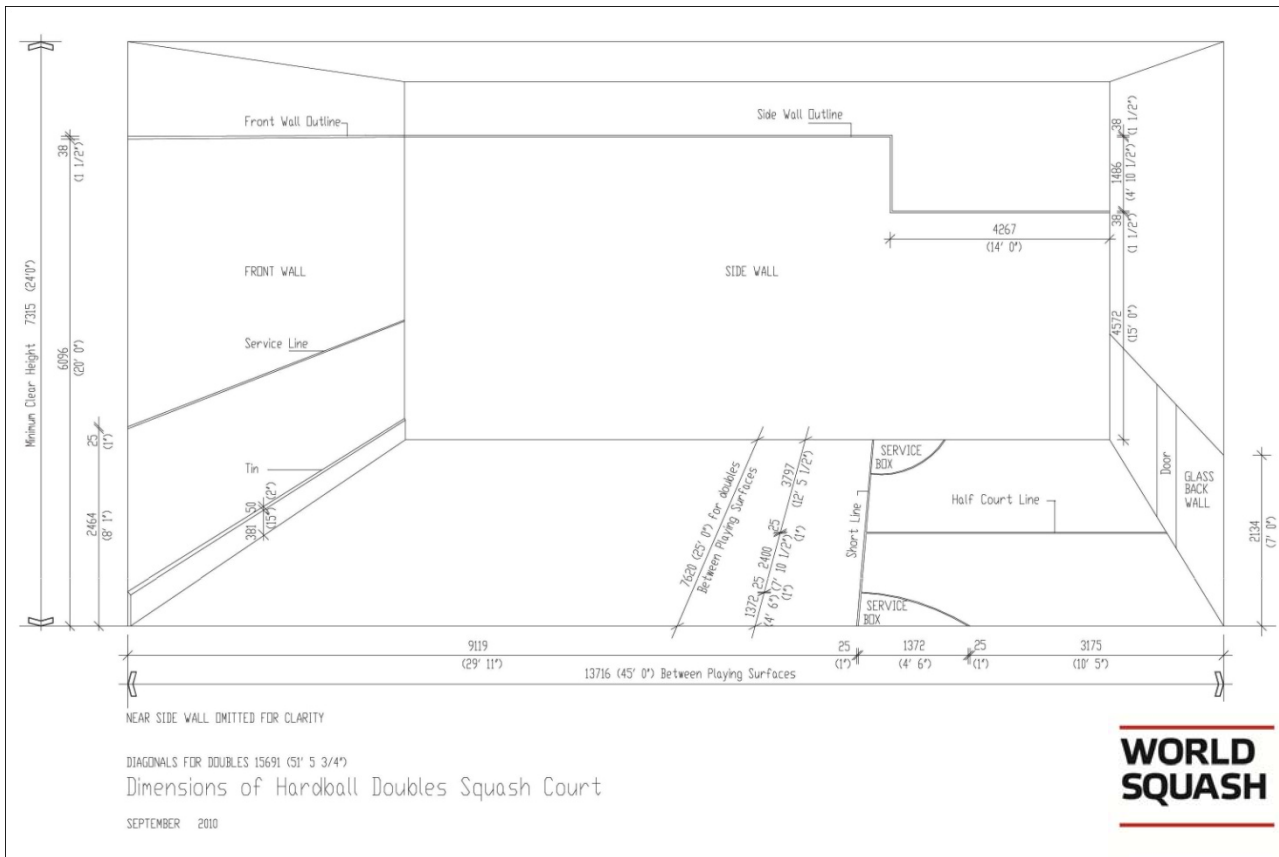 Front Wall Outline
Side Wall Outline
38
(1 1/2")
38
(1 1/2")
1486
(4' 10 1/2")
38
(1 1/2")
4267
(14' 0")
FRONT WALL
SIDE WALL
Minimum Clear Height 7315 (24'0")
6096
(20' 0")
4572
(15' 0")
Service Line
25
(1")
Tin
2464
(8' 1")
50
(2")
381
(15")
7620 (25' 0") for doubles
Between Playing Surfaces
3797
(12' 5 1/2")
25
(1")
2400
(7' 10 1/2")
25
(1")
1372
(4' 6")
Short Line
SERVICE
BOX
Half Court Line
Door
GLASS
BACK
WALL
2134
(7' 0")
SERVICE
BOX
9119
(29' 11")
25
(1")
1372
(4' 6")
25
(1")
3175
(10' 5")
13716 (45' 0") Between Playing Surfaces
NEAR SIDE WALL OMITTED FOR CLARITY
DIAGONALS FOR DOUBLES 15691 (51' 5 3/4")
Dimensions of Hardball Doubles Squash Court
SEPTEMBER 2010
WORLD
SQUASH